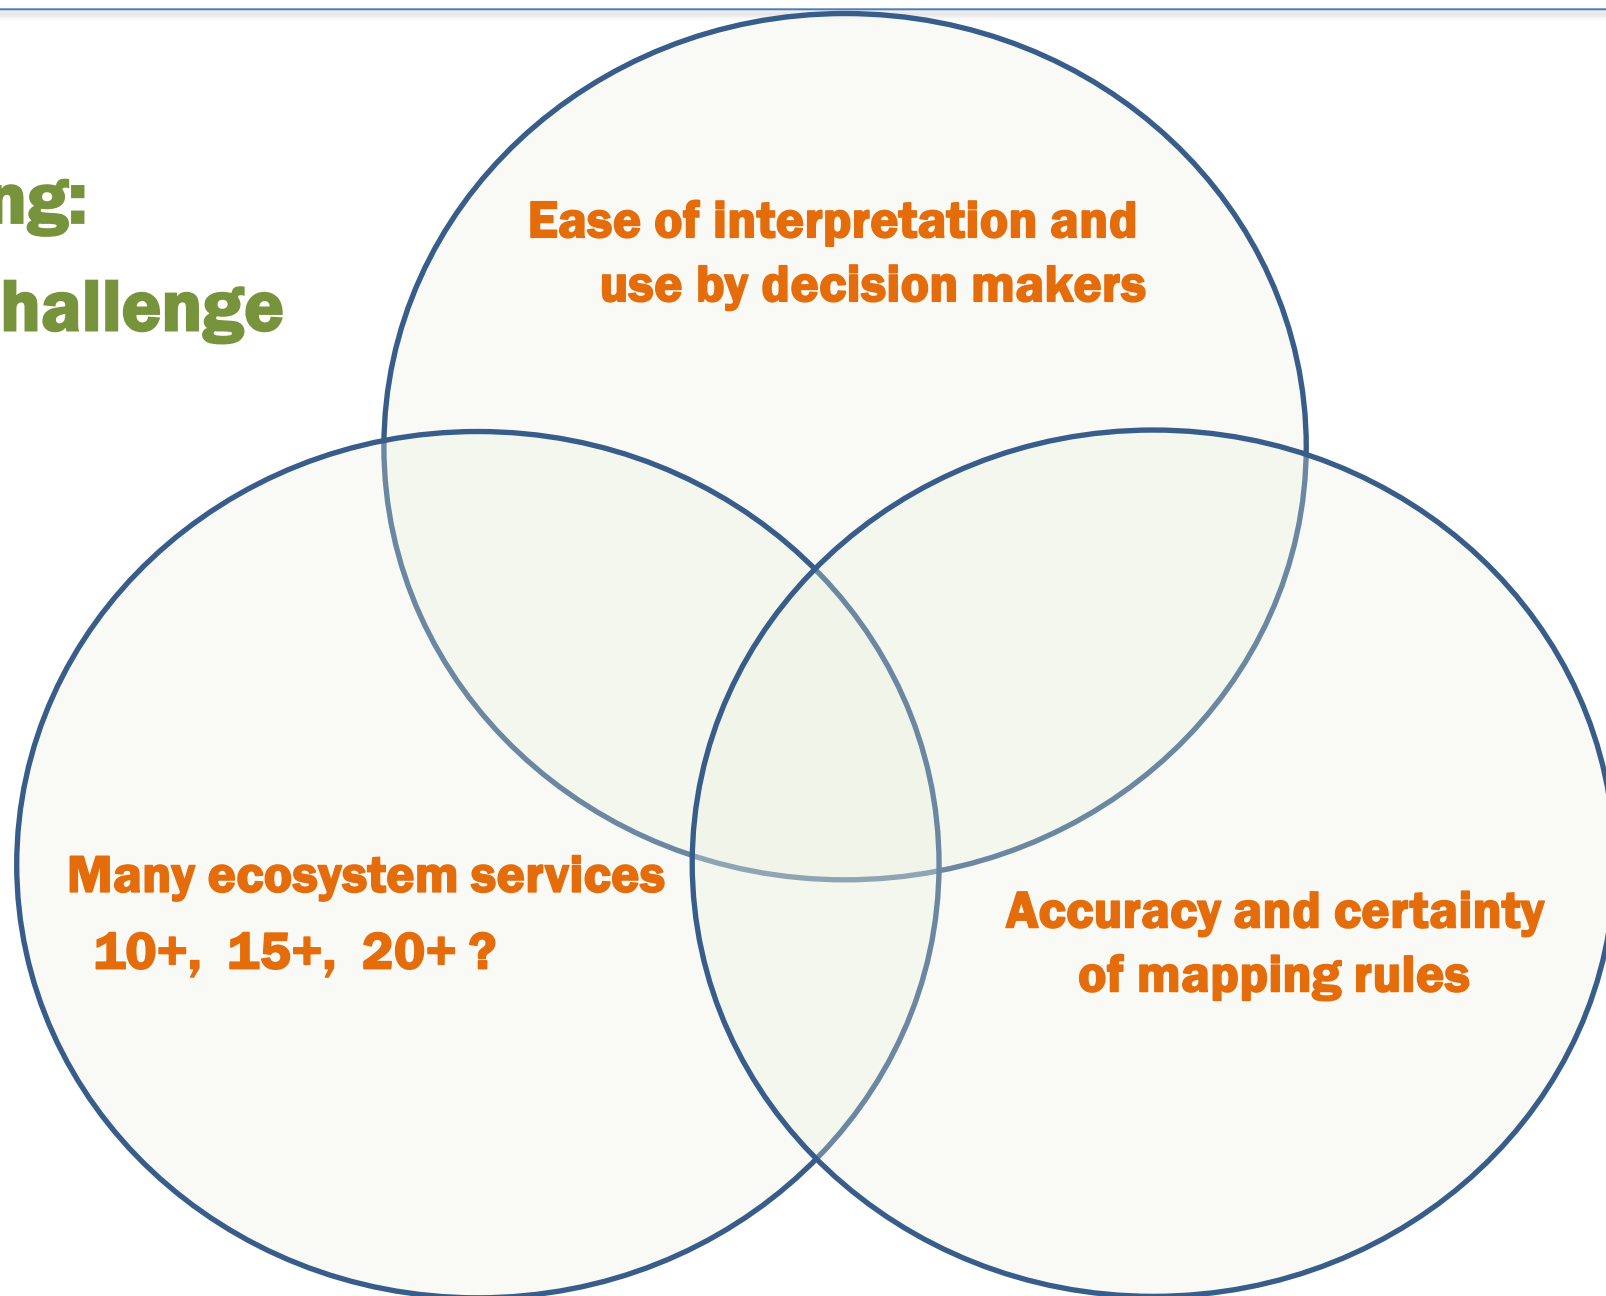 ng:
hallenge
Ease of interpretation and
use by decision makers
Many ecosystem services
10+, 15+, 20+ ?
Accuracy and certainty
of mapping rules